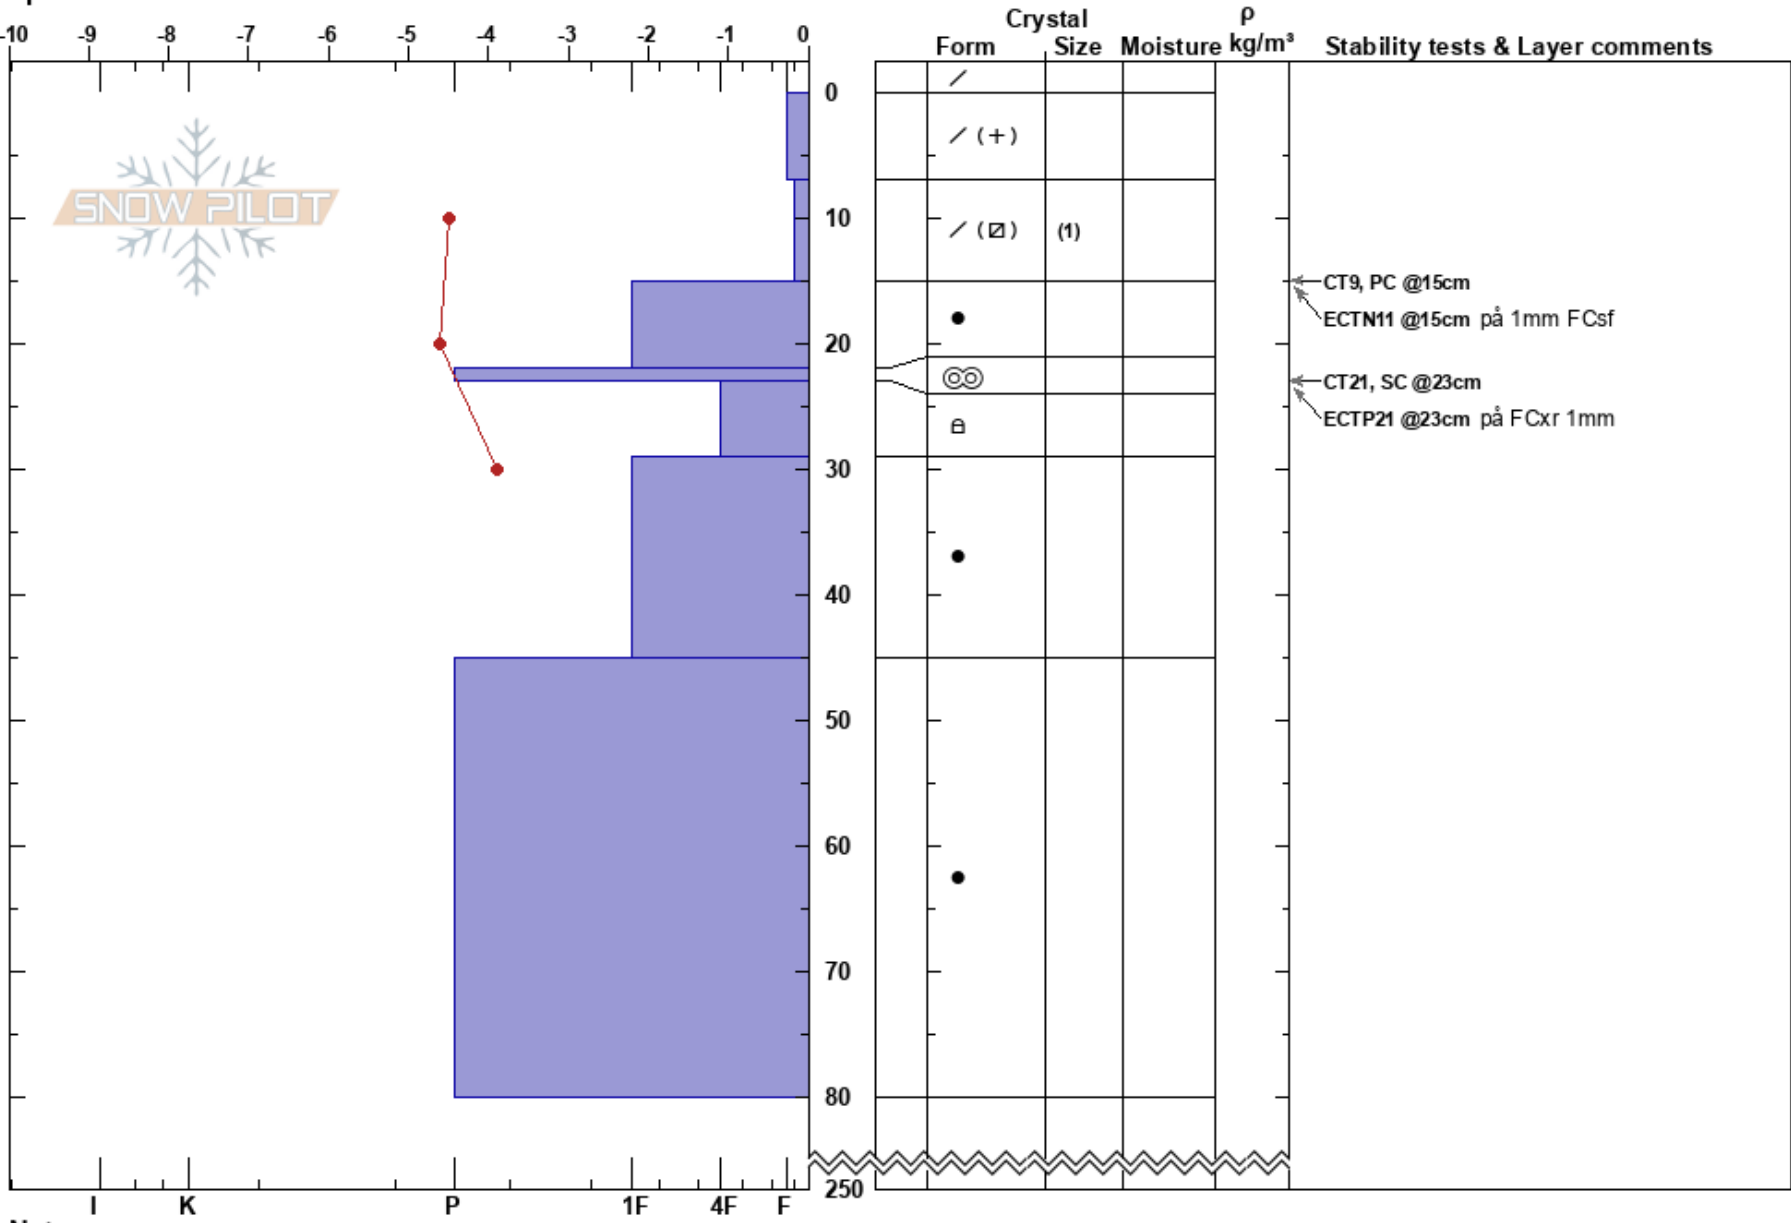 Crystal ρ
-10 -9 -8 -7 -6 -5 -4 -3 -2 -1 0 Form Size Moisture kg/m³ Stability tests & Layer comments
0
/
/ (+)
SNOW PILOT
10
/ (1)
CT9, PC @15cm
ECTN11 @15cm på 1mm FCsf
20
CT21, SC @23cm
ECTP21 @23cm på FCxr 1mm
30
40
50
60
70
80
250
I K P 1F 4F F